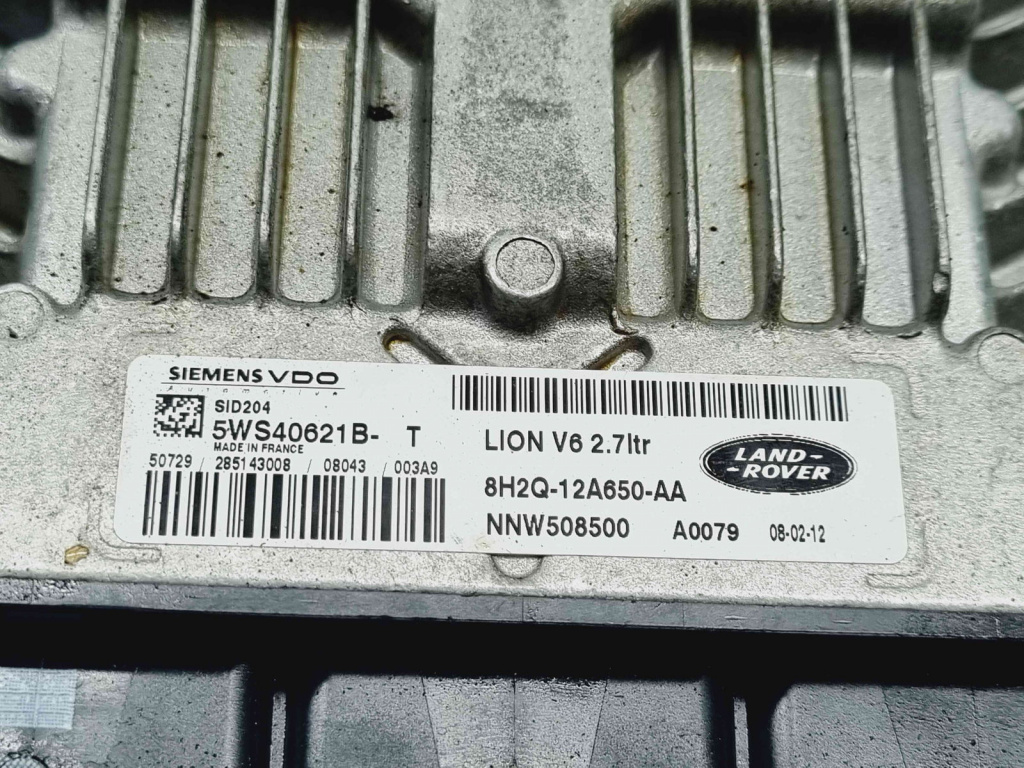 SIEMENS VDO
Automotive
SID204
5WS40621B- T
MADE IN FRANCE
50729 / 285143008 / 08043 / 003A9
LION V6 2.7ltr
8H2Q-12A650-AA
NNW508500 A0079 08-02-12
LAND-
-ROVER